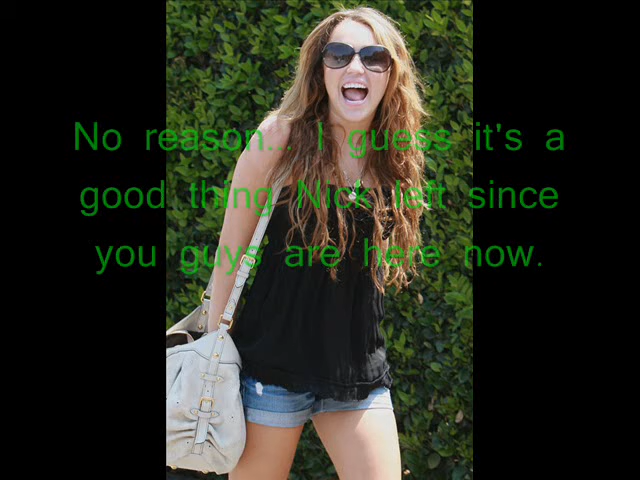 No reason... I guess it's a
good thing Nick left since
you guys are here now.